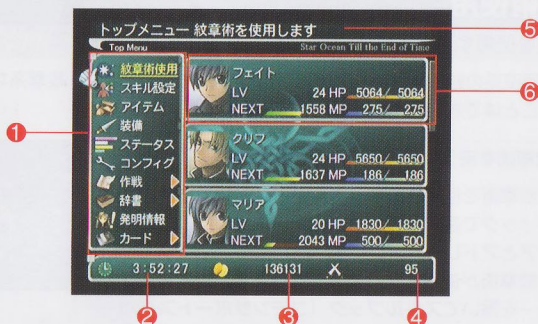 トップメニュー 紋章術を使用します
Top Menu
Star Ocean Till the End of Time
紋章術使用
スキル設定
アイテム
装備
ステータス
コンフィグ
作戦
辞書
発明情報
カード
フェイト
LV 24 HP 5064/ 5064
NEXT 1558 MP 275/ 275
クリフ
LV 24 HP 5650/ 5650
NEXT 1637 MP 186/ 186
マリア
LV 20 HP 1830/ 1830
NEXT 2043 MP 500/ 500
3:52:27 136131 95
1
2
3
4
5
6